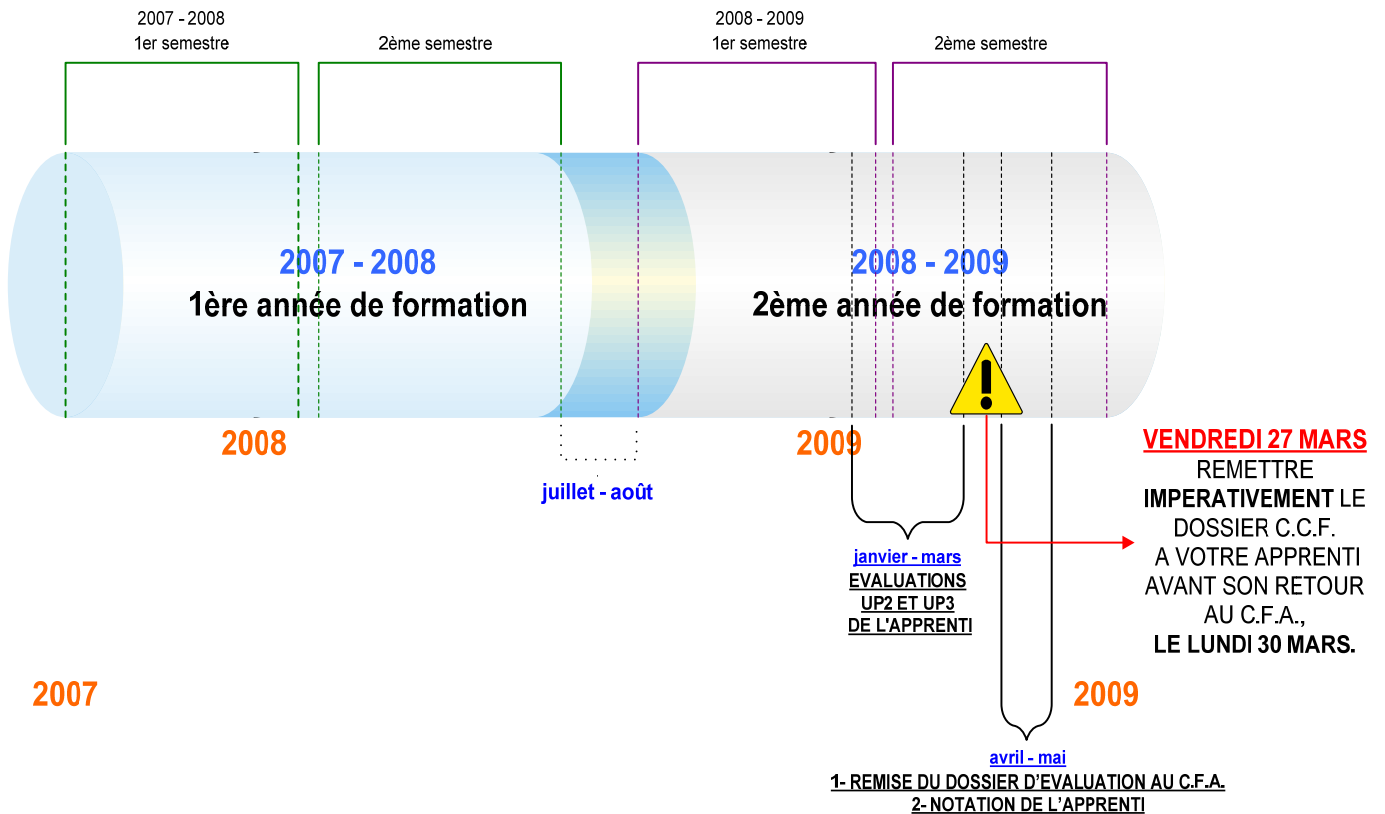 2007 - 2008
1er semestre
2ème semestre
2008 - 2009
1er semestre
2ème semestre
2007 - 2008
1ère année de formation
2008 - 2009
2ème année de formation
2008
2009
juillet - août
janvier - mars
EVALUATIONS
UP2 ET UP3
DE L'APPRENTI
VENDREDI 27 MARS
REMETTRE
IMPERATIVEMENT LE
DOSSIER C.C.F.
A VOTRE APPRENTI
AVANT SON RETOUR
AU C.F.A.,
LE LUNDI 30 MARS.
2007
2009
avril - mai
1- REMISE DU DOSSIER D’EVALUATION AU C.F.A.
2- NOTATION DE L’APPRENTI